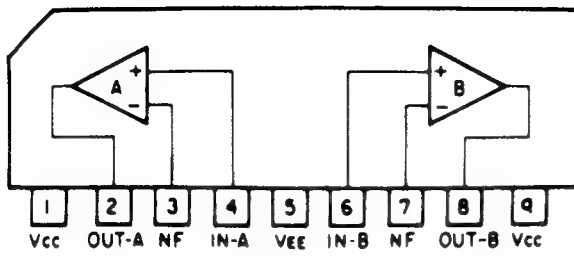 + A -
+ B -
1 2 3 4 5 6 7 8 9
Vcc OUT-A NF IN-A VEE IN-B NF OUT-B Vcc